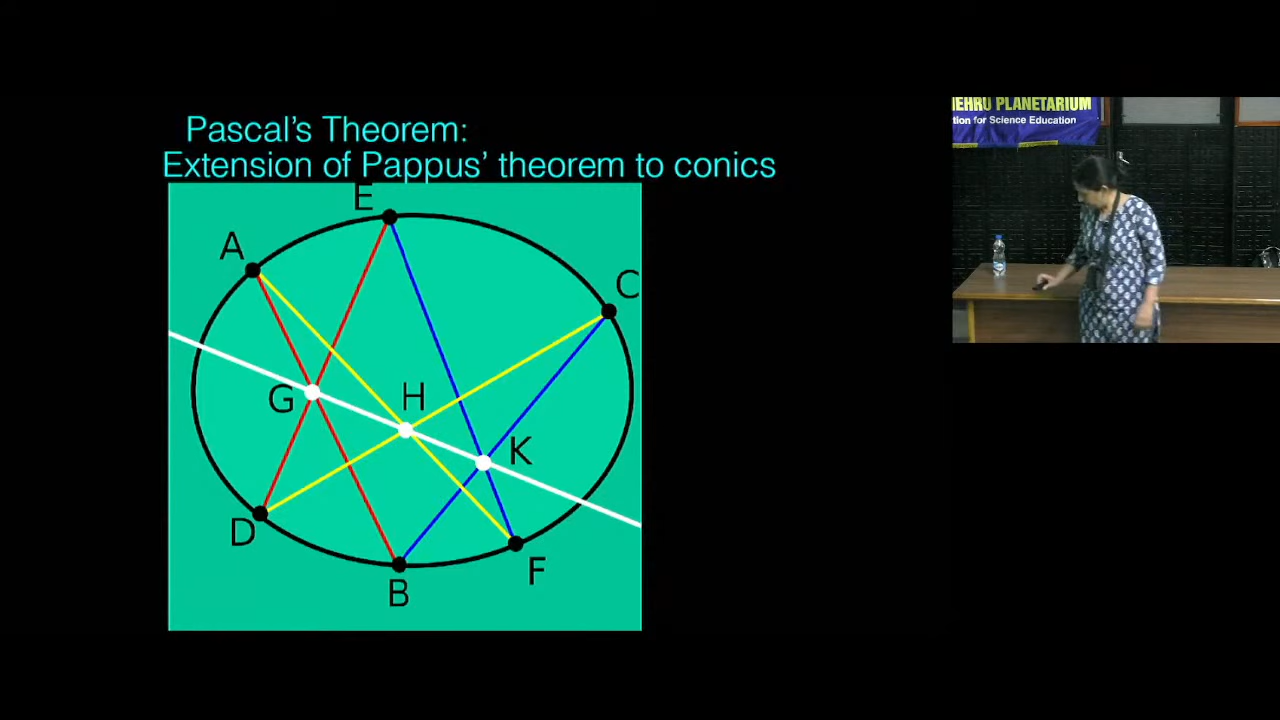 Pascal's Theorem:
Extension of Pappus' theorem to conics
E
A
C
G
H
K
D
B
F
EHRU PLANETARIUM
tion for Science Education